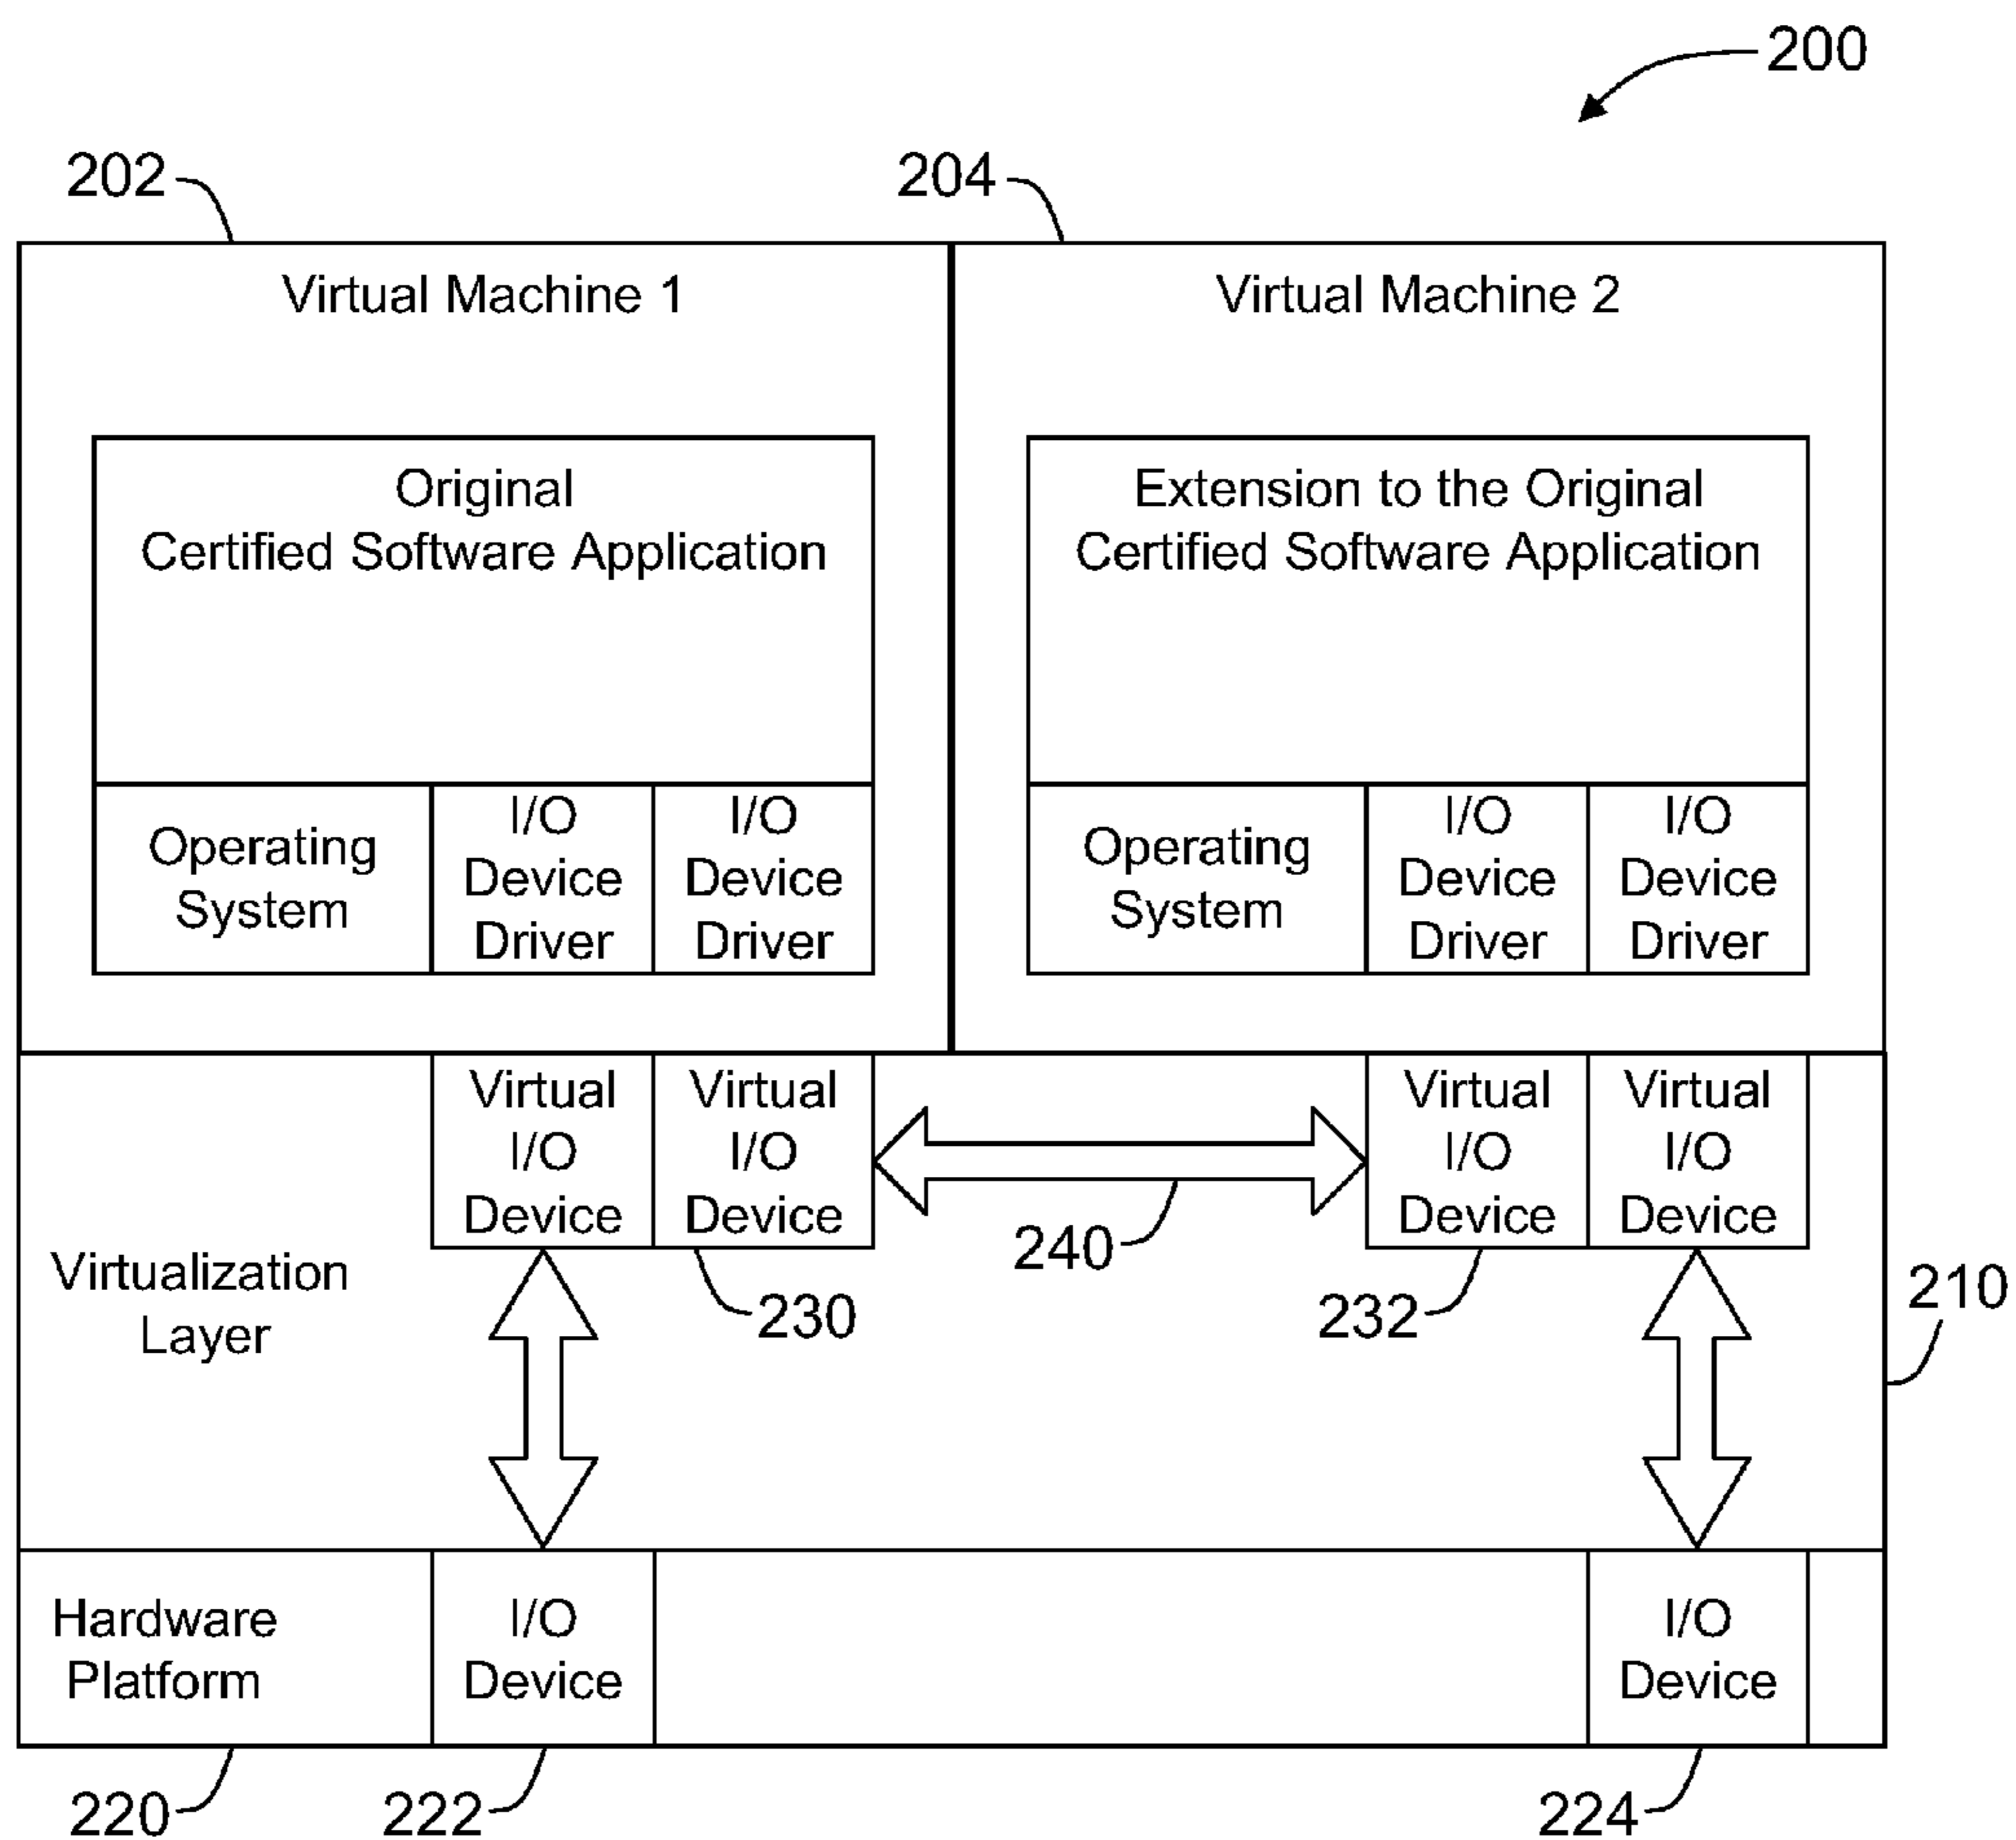 200
202
204
Virtual Machine 1
Virtual Machine 2
Original
Certified Software Application
Extension to the Original
Certified Software Application
Operating
System
I/O
Device
Driver
I/O
Device
Driver
Operating
System
I/O
Device
Driver
I/O
Device
Driver
Virtual
I/O
Device
Virtual
I/O
Device
Virtual
I/O
Device
Virtual
I/O
Device
240
230
232
210
Virtualization
Layer
Hardware
Platform
I/O
Device
I/O
Device
220
222
224